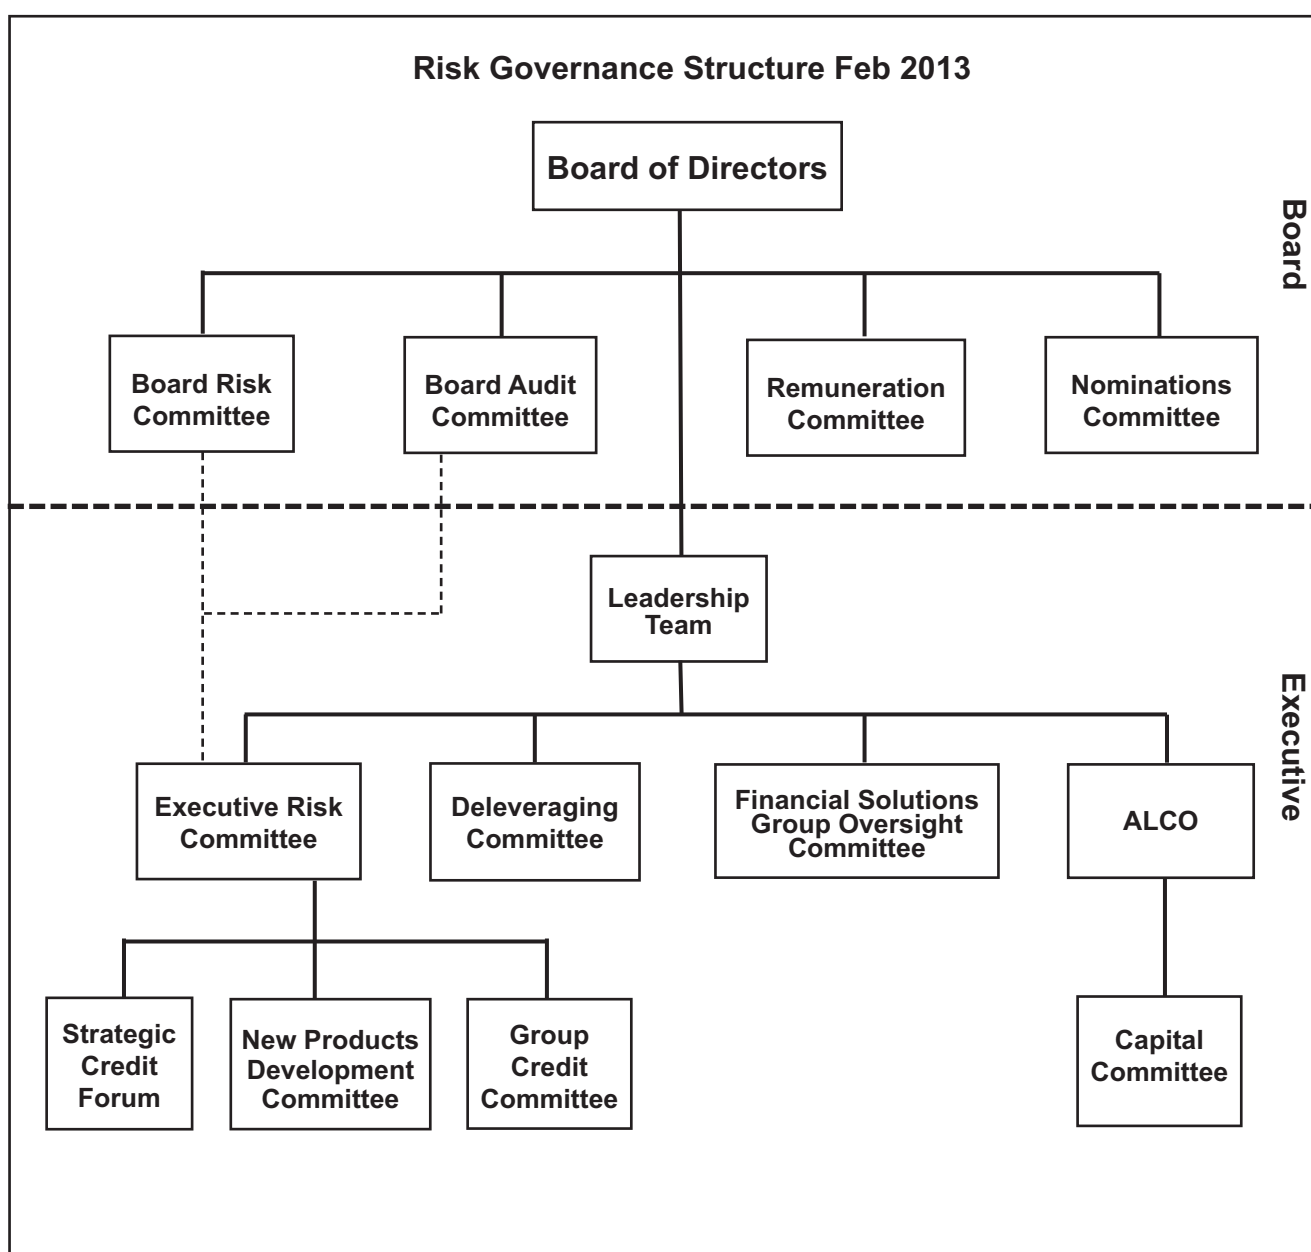 Risk Governance Structure Feb 2013
Board of Directors
Board
Board Risk
Committee
Board Audit
Committee
Remuneration
Committee
Nominations
Committee
Leadership
Team
Executive
Executive Risk
Committee
Deleveraging
Committee
Financial Solutions
Group Oversight
Committee
ALCO
Strategic
Credit
Forum
New Products
Development
Committee
Group
Credit
Committee
Capital
Committee